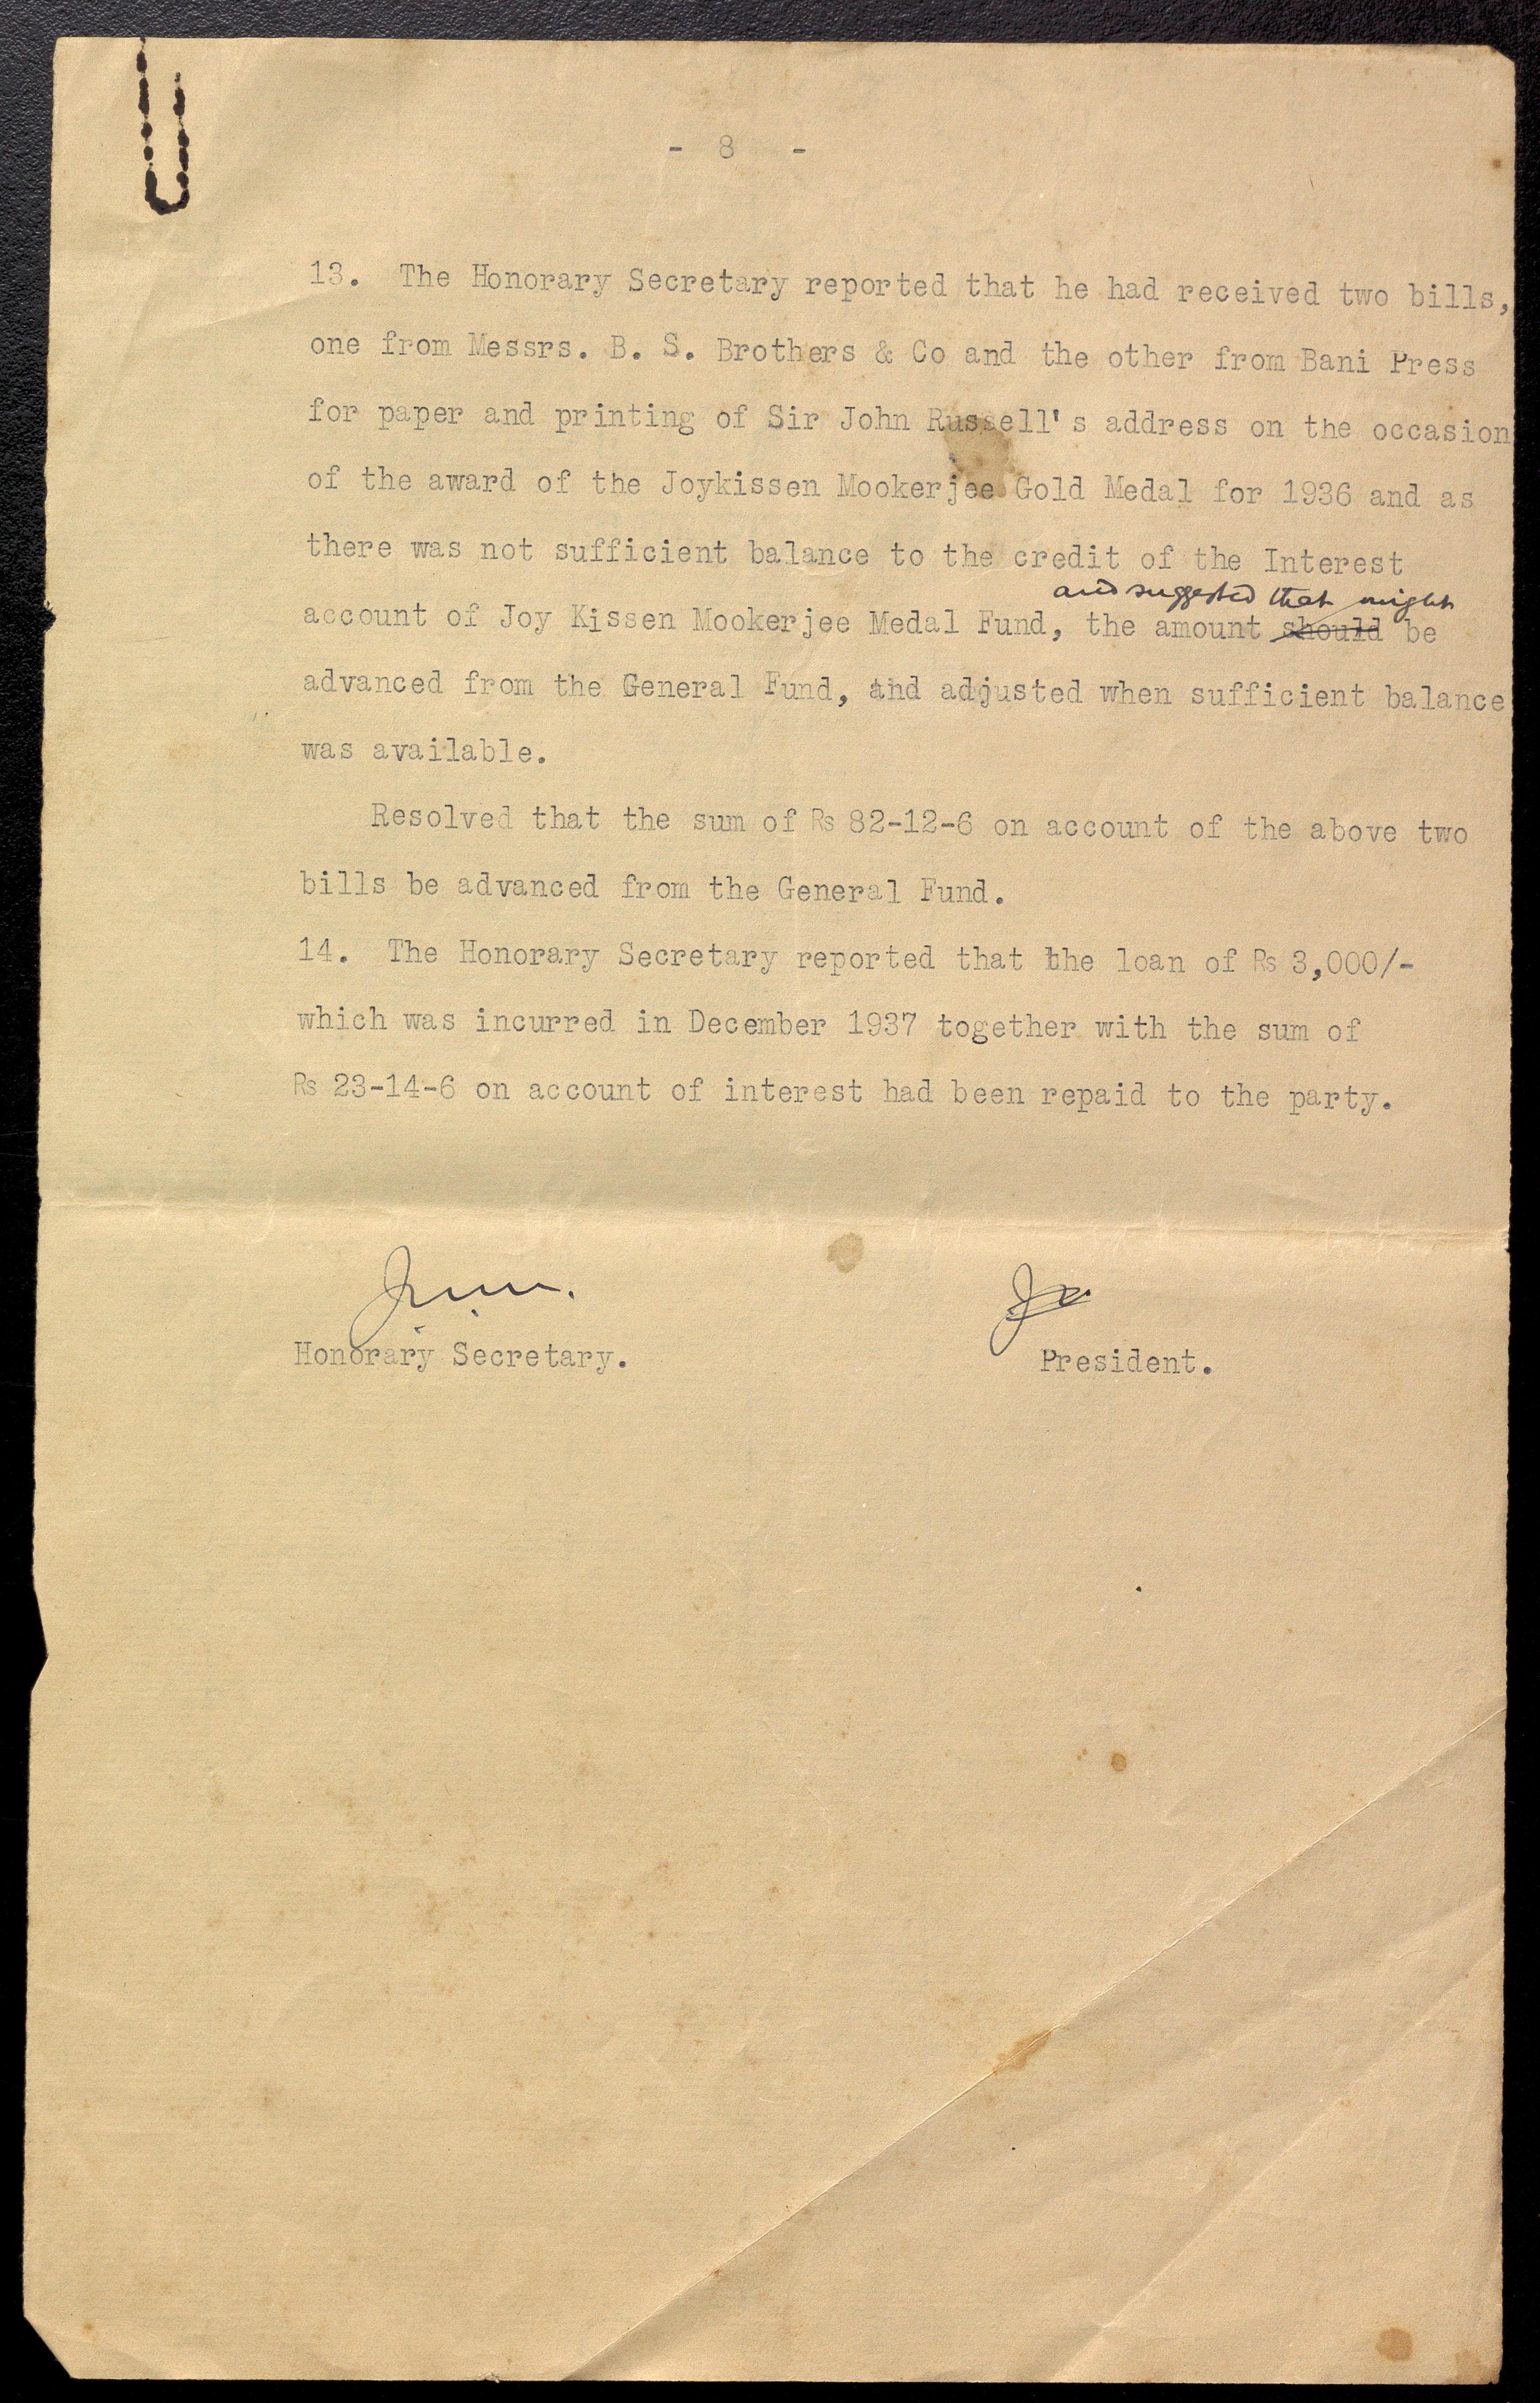 - 8 -
13. The Honorary Secretary reported that he had received two bills,
one from Messrs. B. S. Brothers & Co and the other from Bani Press
for paper and printing of Sir John Russell's address on the occasion
of the award of the Joykissen Mookerjee Gold Medal for 1936 and as
there was not sufficient balance to the credit of the Interest
and suggested that might
account of Joy Kissen Mookerjee Medal Fund, the amount should be
advanced from the General Fund, and adjusted when sufficient balance
was available.
Resolved that the sum of Rs 82-12-6 on account of the above two
bills be advanced from the General Fund.
14. The Honorary Secretary reported that the loan of Rs 3,000/-
which was incurred in December 1937 together with the sum of
Rs 23-14-6 on account of interest had been repaid to the party.
Honorary Secretary.
President.